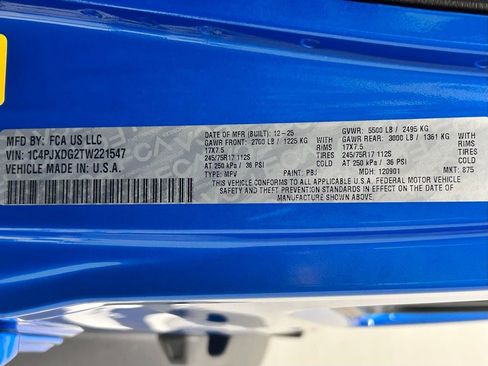 MFD BY: FCA US LLC
VIN: 1C4PJXDG2TW221547
VEHICLE MADE IN: U.S.A.
DATE OF MFR (BUILT): 12-25 GVWR: 5500 LB / 2495 KG
GAWR FRONT: 2700 LB / 1225 KG WITH GAWR REAR: 3000 LB / 1361 KG WITH
17X7.5 RIMS 17X7.5 RIMS
245/75R17 112S 245/75R17 112S
AT 250 kPa / 36 PSI COLD AT 250 kPa / 36 PSI COLD
TYPE: MPV PAINT: PBJ MDH: 120901 MKT: 875
THIS VEHICLE CONFORMS TO ALL APPLICABLE U.S.A. FEDERAL MOTOR VEHICLE
SAFETY AND THEFT PREVENTION STANDARDS IN EFFECT ON THE DATE OF
MANUFACTURE SHOWN ABOVE.